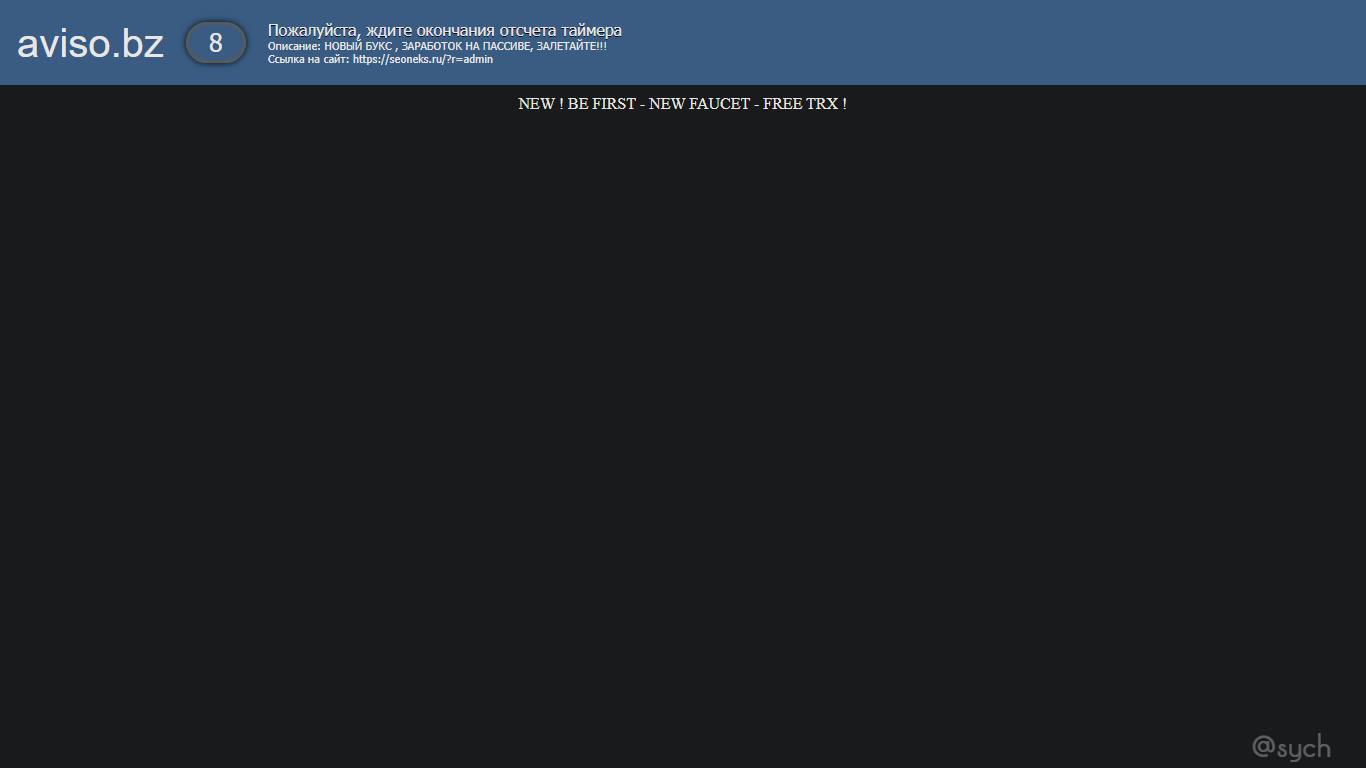 aviso.bz
8
Пожалуйста, ждите окончания отсчета таймера
Описание: НОВЫЙ БУКС , ЗАРАБОТОК НА ПАССИВЕ, ЗАЛЕТАЙТЕ!!!
Ссылка на сайт: https://seoneks.ru/?r=admin
NEW ! BE FIRST - NEW FAUCET - FREE TRX !
@sych